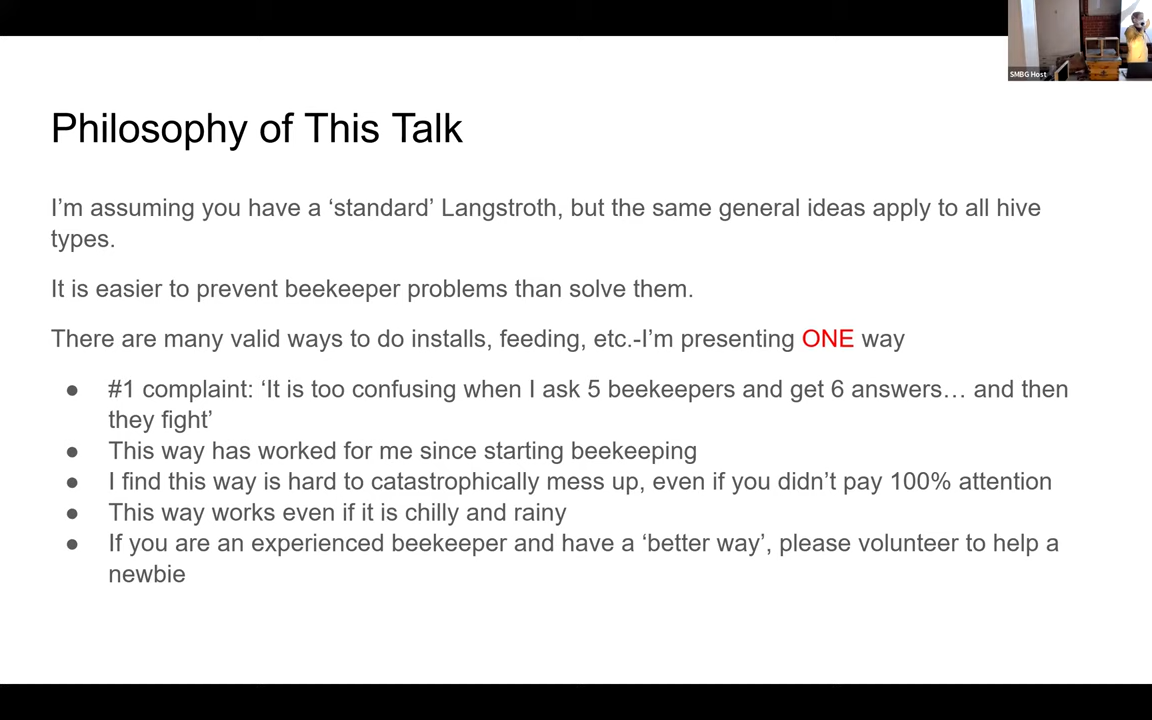 SMBG Host
Philosophy of This Talk
I’m assuming you have a ‘standard’ Langstroth, but the same general ideas apply to all hive
types.
It is easier to prevent beekeeper problems than solve them.
There are many valid ways to do installs, feeding, etc.-I’m presenting ONE way
● #1 complaint: ‘It is too confusing when I ask 5 beekeepers and get 6 answers… and then
they fight’
● This way has worked for me since starting beekeeping
● I find this way is hard to catastrophically mess up, even if you didn’t pay 100% attention
● This way works even if it is chilly and rainy
● If you are an experienced beekeeper and have a ‘better way’, please volunteer to help a
newbie